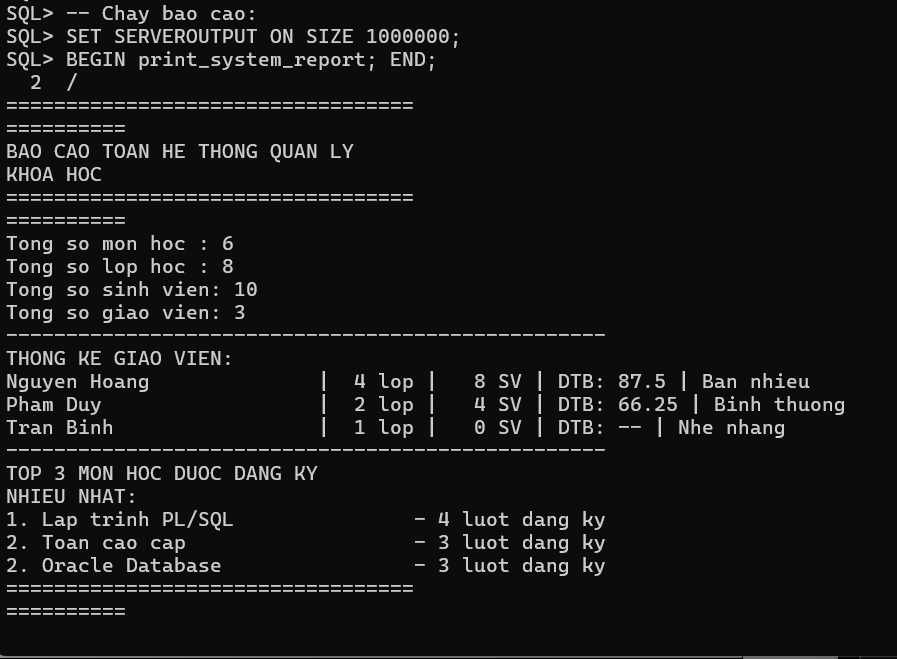 SQL> -- Chay bao cao:
SQL> SET SERVEROUTPUT ON SIZE 1000000;
SQL> BEGIN print_system_report; END;
  2  /
==================================
==========
BAO CAO TOAN HE THONG QUAN LY
KHOA HOC
==================================
==========
Tong so mon hoc : 6
Tong so lop hoc : 8
Tong so sinh vien: 10
Tong so giao vien: 3
--------------------------------------------------
THONG KE GIAO VIEN:
Nguyen Hoang              |  4 lop |   8 SV | DTB: 87.5 | Ban nhieu
Pham Duy                  |  2 lop |   4 SV | DTB: 66.25 | Binh thuong
Tran Binh                 |  1 lop |   0 SV | DTB: -- | Nhe nhang
--------------------------------------------------
TOP 3 MON HOC DUOC DANG KY
NHIEU NHAT:
1. Lap trinh PL/SQL               - 4 luot dang ky
2. Toan cao cap                   - 3 luot dang ky
2. Oracle Database                - 3 luot dang ky
==================================
==========